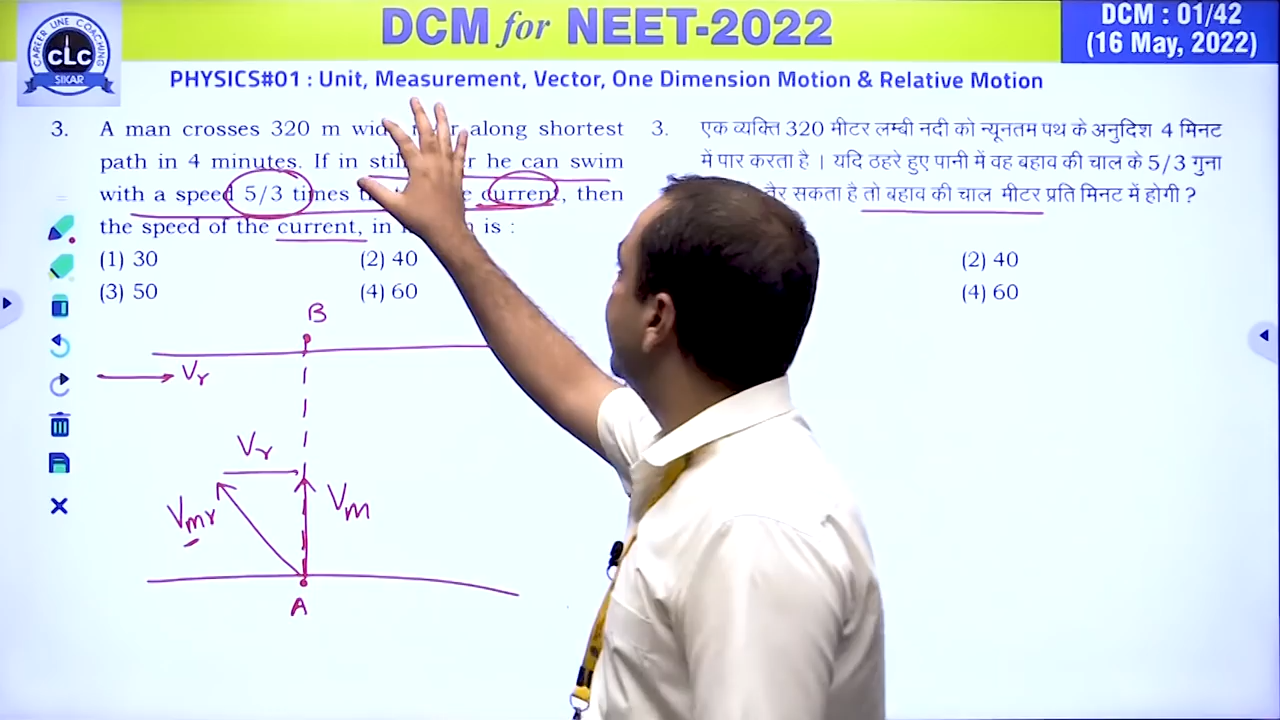 DCM for NEET-2022
DCM : 01/42
(16 May, 2022)
CAREER LINE COACHING
CLC
SIKAR
PHYSICS#01 : Unit, Measurement, Vector, One Dimension Motion & Relative Motion
3. A man crosses 320 m along shortest
path in 4 minutes. If in he can swim
with a speed 5/3 times current, then
the speed of the current, in is :
(1) 30 (2) 40
(3) 50 (4) 60
3. एक व्यक्ति 320 मीटर लम्बी नदी को न्यूनतम पथ के अनुदिश 4 मिनट
में पार करता है । यदि ठहरे हुए पानी में वह बहाव की चाल के 5/3 गुना
तैर सकता है तो बहाव की चाल मीटर प्रति मिनट में होगी ?
(2) 40
(4) 60
B
Vr
Vr
Vmr
Vm
A